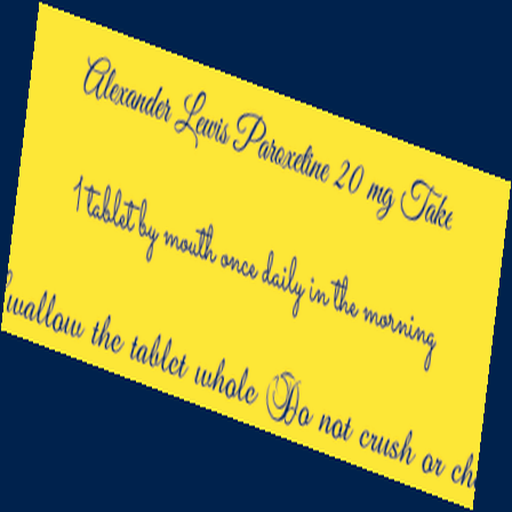 Alexander Lewis Paroxetine 20 mg Take
1 tablet by mouth once daily in the morning
the tablet whole Do not crush or